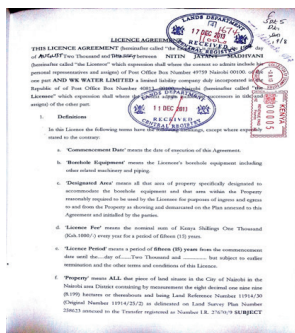 LICENCE AGREEMENT
THIS LICENCE AGREEMENT (hereinafter called "the
day
of AUGUST Two Thousand and between NITIN JAYANT MADHVANI
(hereinafter called "the Licensor" which expression shall where the context so admits include his
personal representatives and assigns) of Post Office Box Number 49759 Nairobi 00100. of the
one part AND WK WATER LIMITED a limited liability company duly incorporated in the
Republic of of Post Office Box Number Nairobi (hereinafter called "the
Licensee" which expression shall where the context so admits include its successors in title and
assigns) of the other part.
LANDS DEPARTMENT
17 DEC 2013
RECEIVED
LANDS DEPARTMENT
11 DEC 2013
RECEIVED
CENTRAL REGISTRY
KENYA
1. Definitions
In this Licence the following terms have the following meanings, except where expressly
stated to the contrary:
a. 'Commencement Date' means the date of execution of this Agreement.
b. 'Borehole Equipment' means the Licensee's borehole equipment including
other related machinery and piping.
c. 'Designated Area' means all that area of property specifically designated to
accommodate the borehole equipment and that area within the Property
reasonably required to be used by the Licensee for purposes of ingress and egress
to and from the Property as showing and demarcated on the Plan annexed to this
Agreement and initialled by the parties.
d. 'Licence Fee' means the nominal sum of Kenya Shillings One Thousand
(Ksh.1000/-) every year for a period of fifteen (15) years.
e. 'Licence Period' means a period of fifteen (15) years from the commencement
date until the.....day of.......Two Thousand and .................. but subject to earlier
termination and the other terms and conditions of this Licence.
f. 'Property' means ALL that piece of land situate in the City of Nairobi in the
Nairobi area District containing by measurement the eight decimal one nine nine
(8.199) hectares or thereabouts and being Land Reference Number 11914/30
(Original Number 11914/25/2) as delineated on Land Survey Plan Number
208623 annexed to the Transfer registered as Number I.R. 27670/9 SUBJECT